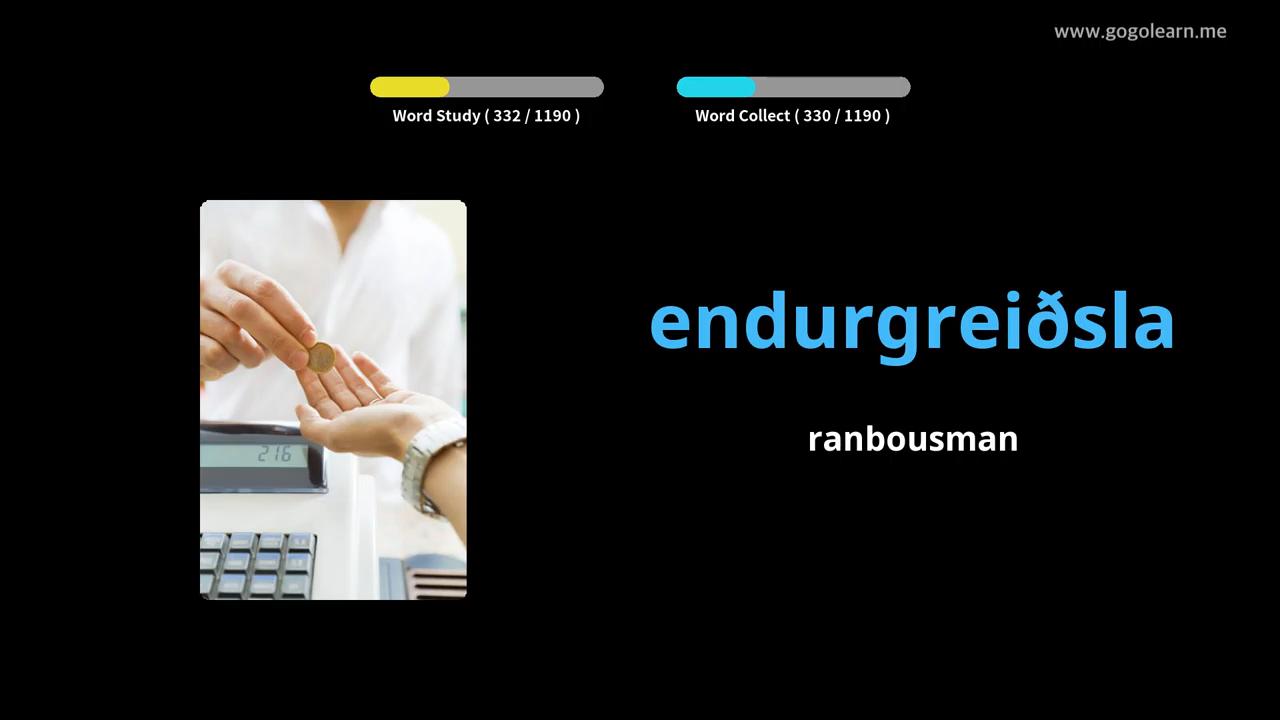 www.gogolearn.me
Word Study ( 332 / 1190 )
Word Collect ( 330 / 1190 )
endurgreiðsla
ranbousman
216